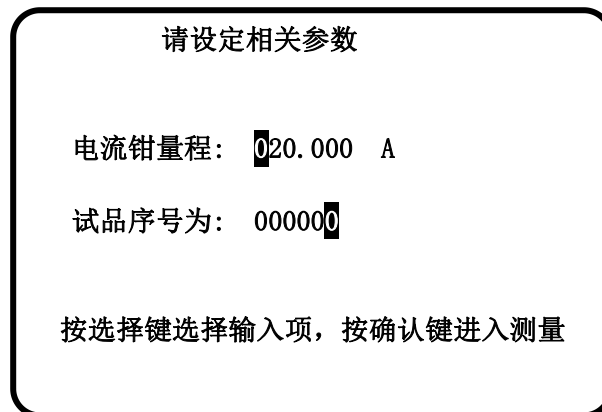 请设定相关参数
电流钳量程: 020.000 A
试品序号为: 000000
按选择键选择输入项，按确认键进入测量